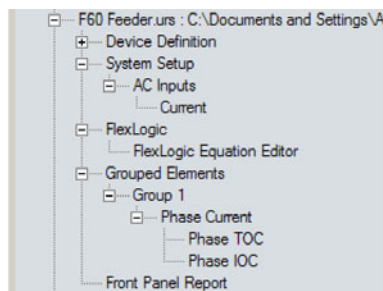 F60 Feeder.urs : C:\Documents and Settings\A
Device Definition
System Setup
AC Inputs
Current
FlexLogic
FlexLogic Equation Editor
Grouped Elements
Group 1
Phase Current
Phase TOC
Phase IOC
Front Panel Report